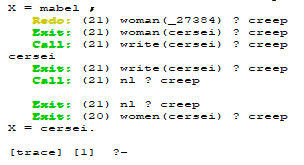 X = mabel ;
Redo: (21) woman(_27384) ? creep
Exit: (21) woman(cersei) ? creep
Call: (21) write(cersei) ? creep
cersei
Exit: (21) write(cersei) ? creep
Call: (21) nl ? creep
Exit: (21) nl ? creep
Exit: (20) women(cersei) ? creep
X = cersei.
[trace] [1] ?-